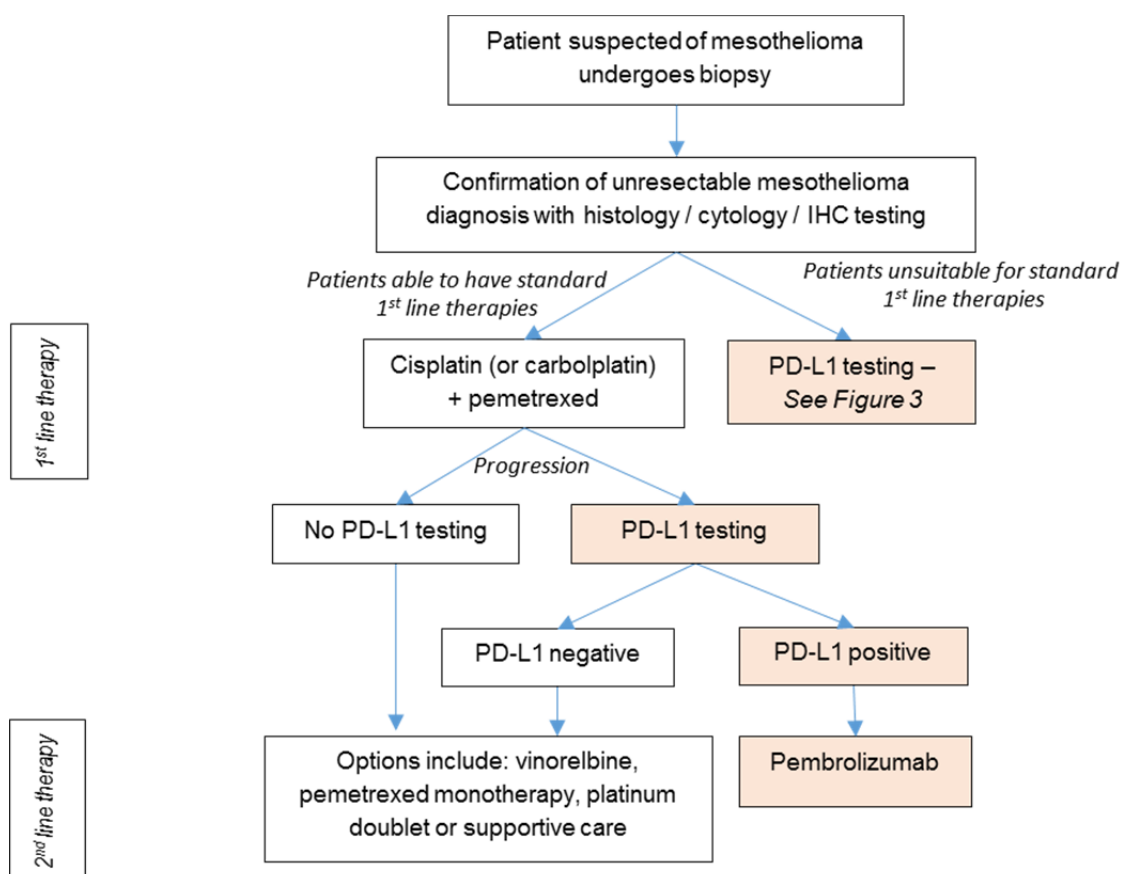 Patient suspected of mesothelioma
undergoes biopsy
Confirmation of unresectable mesothelioma
diagnosis with histology / cytology / IHC testing
Patients able to have standard
1st line therapies
Patients unsuitable for standard
1st line therapies
1st line therapy
Cisplatin (or carbolplatin)
+ pemetrexed
PD-L1 testing –
See Figure 3
Progression
No PD-L1 testing
PD-L1 testing
PD-L1 negative
PD-L1 positive
2nd line therapy
Options include: vinorelbine,
pemetrexed monotherapy, platinum
doublet or supportive care
Pembrolizumab